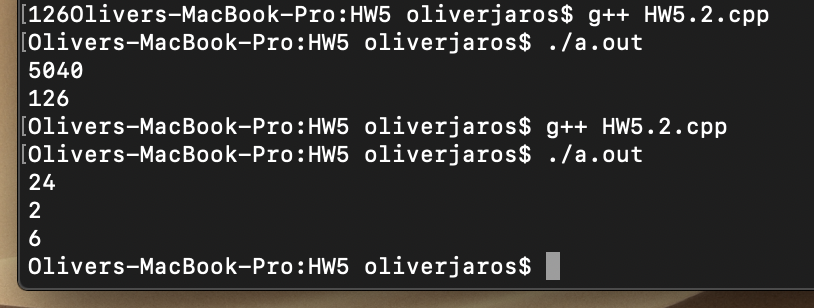 [126Olivers-MacBook-Pro:HW5 oliverjaros$ g++ HW5.2.cpp
[Olivers-MacBook-Pro:HW5 oliverjaros$ ./a.out
5040
126
[Olivers-MacBook-Pro:HW5 oliverjaros$ g++ HW5.2.cpp
[Olivers-MacBook-Pro:HW5 oliverjaros$ ./a.out
24
2
6
Olivers-MacBook-Pro:HW5 oliverjaros$